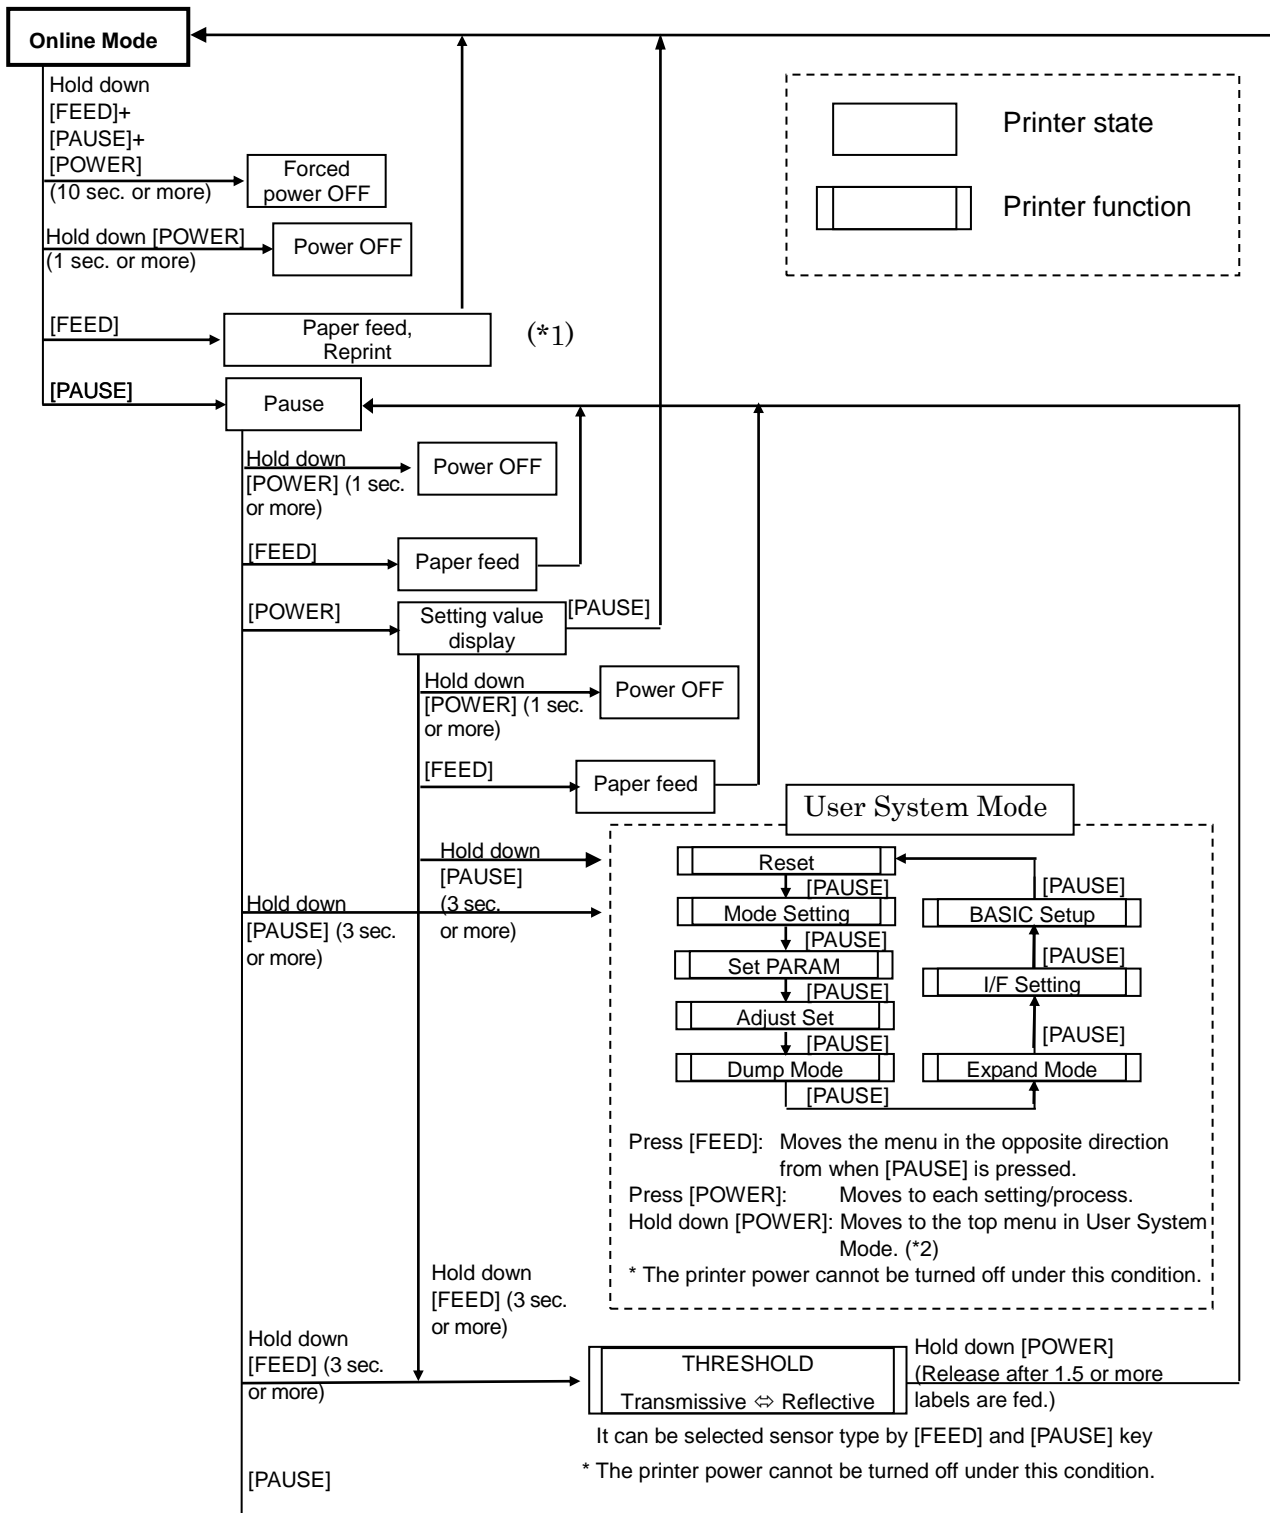 Online Mode
Hold down
[FEED]+
[PAUSE]+
[POWER]
(10 sec. or more)
Forced
power OFF
Printer state
Printer function
Hold down [POWER]
(1 sec. or more)
Power OFF
[FEED]
Paper feed,
Reprint
(*1)
[PAUSE]
Pause
Hold down
[POWER] (1 sec.
or more)
Power OFF
[FEED]
Paper feed
[POWER]
Setting value
display
[PAUSE]
Hold down
[POWER] (1 sec.
or more)
Power OFF
[FEED]
Paper feed
Hold down
[PAUSE]
(3 sec.
or more)
Hold down
[PAUSE] (3 sec.
or more)
User System Mode
Reset
[PAUSE]
Mode Setting
[PAUSE]
Set PARAM
[PAUSE]
Adjust Set
[PAUSE]
Dump Mode
[PAUSE]
Expand Mode
[PAUSE]
I/F Setting
[PAUSE]
BASIC Setup
[PAUSE]
Press [FEED]: Moves the menu in the opposite direction
from when [PAUSE] is pressed.
Press [POWER]: Moves to each setting/process.
Hold down [POWER]: Moves to the top menu in User System
Mode. (*2)
* The printer power cannot be turned off under this condition.
Hold down
[FEED] (3 sec.
or more)
Hold down
[FEED] (3 sec.
or more)
THRESHOLD
Transmissive ⇔ Reflective
Hold down [POWER]
(Release after 1.5 or more
labels are fed.)
It can be selected sensor type by [FEED] and [PAUSE] key
* The printer power cannot be turned off under this condition.
[PAUSE]